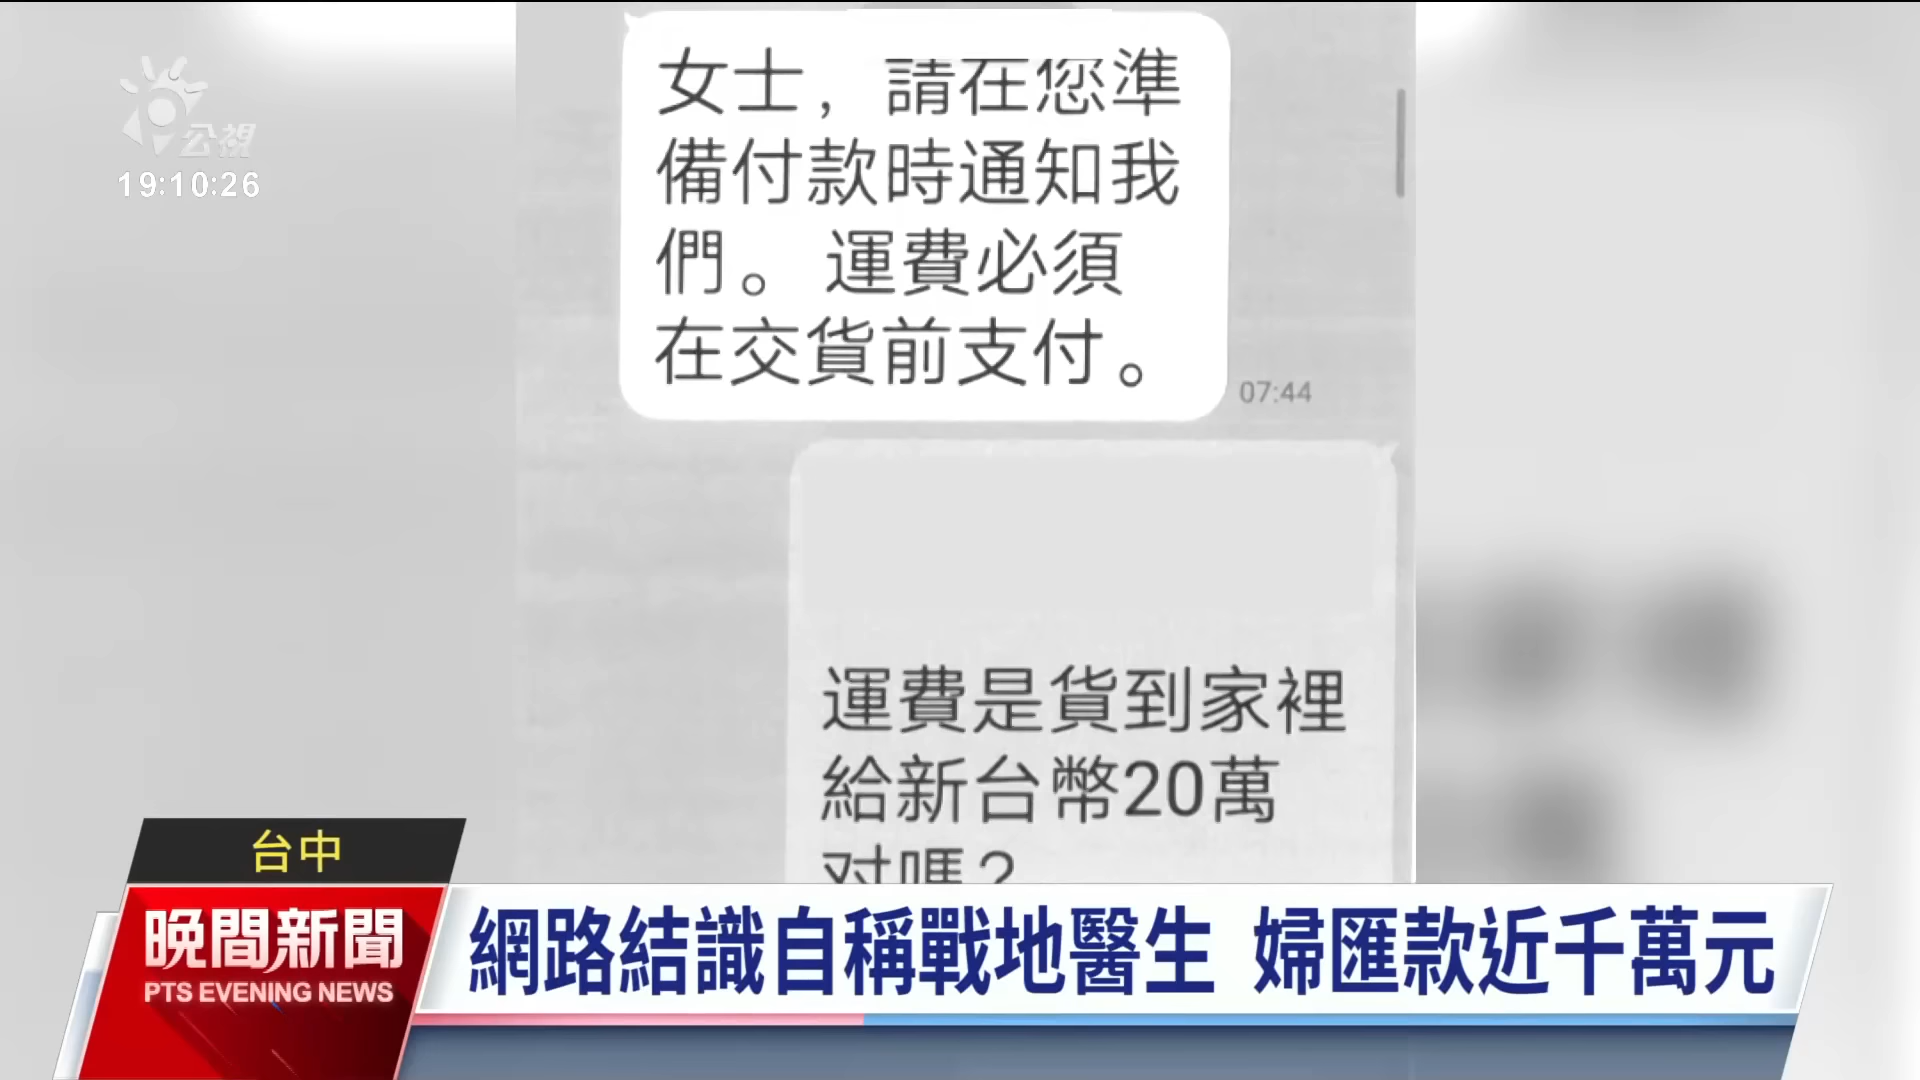 公視
19:10:26
女士，請在您準
備付款時通知我
們。運費必須
在交貨前支付。
07:44
運費是貨到家裡
給新台幣20萬
对嗎？
台中
晚間新聞
PTS EVENING NEWS
網路結識自稱戰地醫生 婦匯款近千萬元